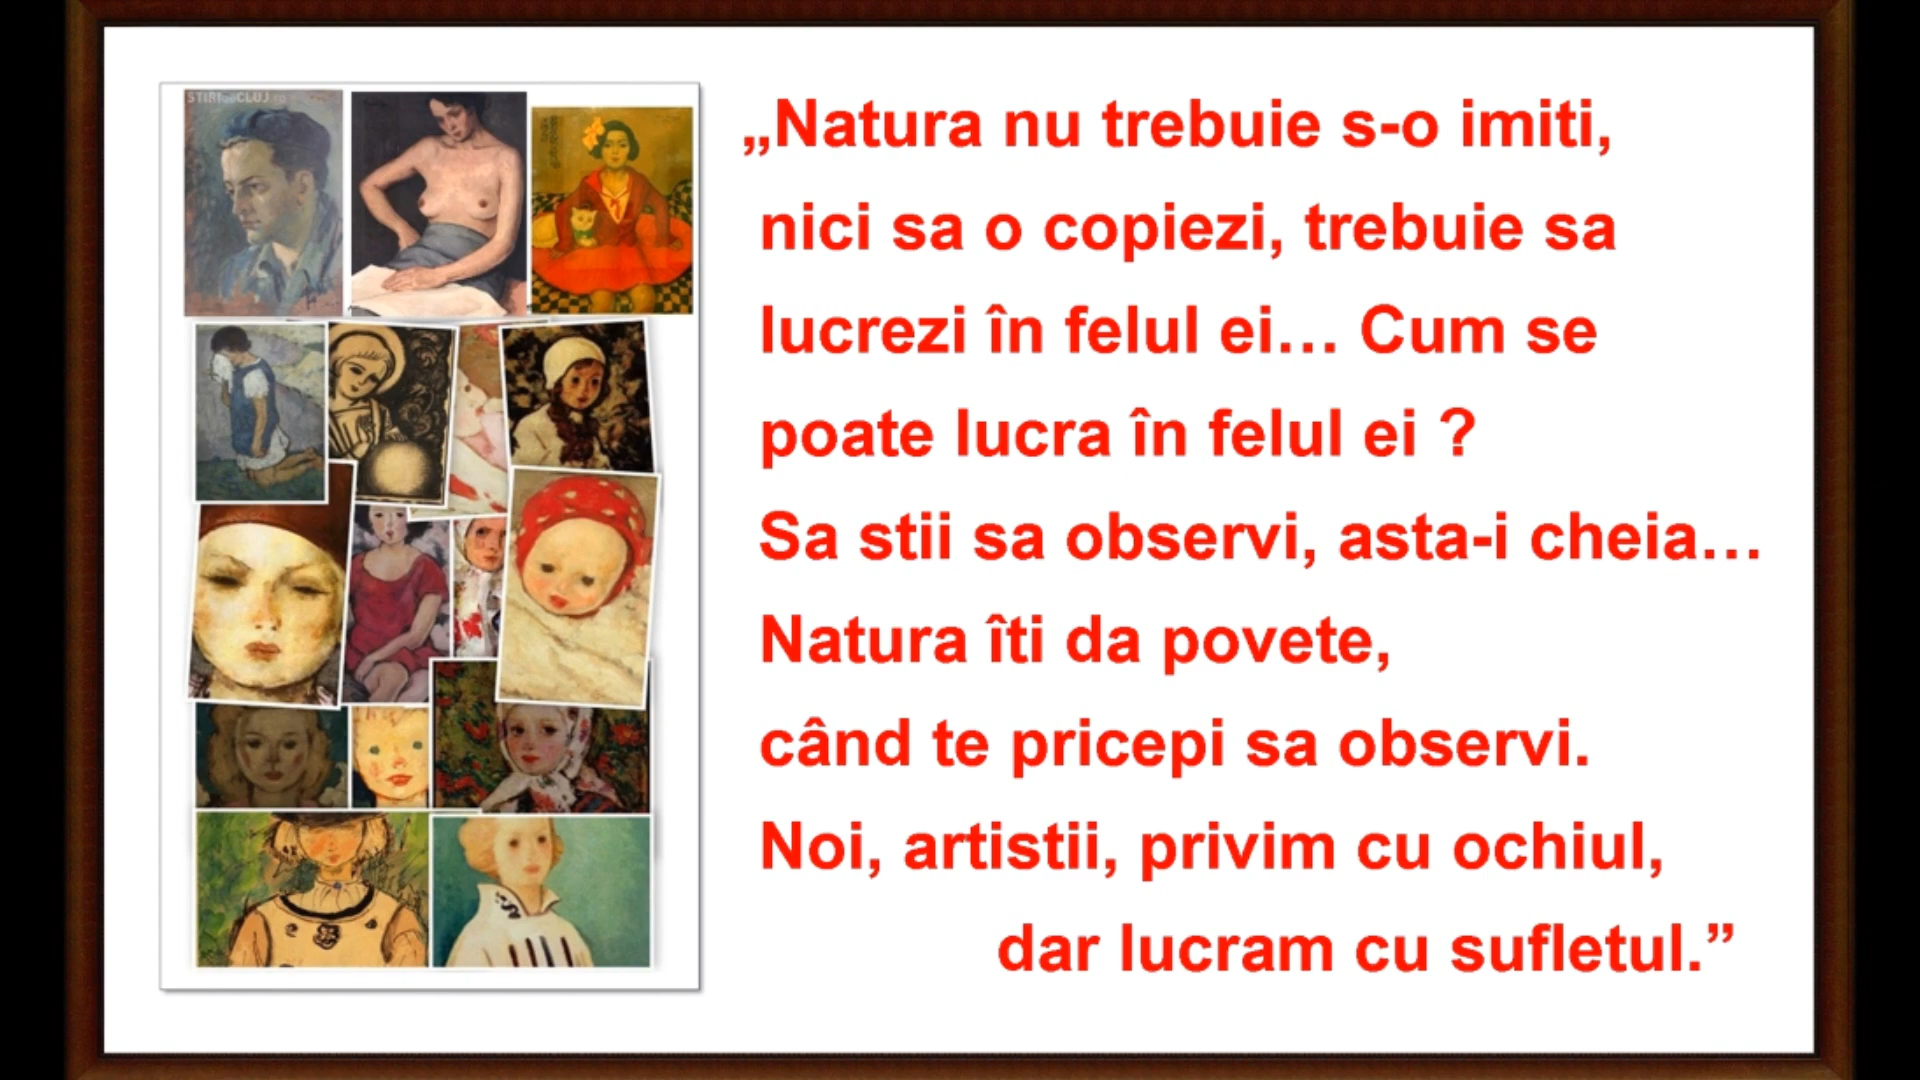 STIRIdeCLUJ.ro
„Natura nu trebuie s-o imiti,
nici sa o copiezi, trebuie sa
lucrezi în felul ei… Cum se
poate lucra în felul ei ?
Sa stii sa observi, asta-i cheia…
Natura îti da povete,
când te pricepi sa observi.
Noi, artistii, privim cu ochiul,
dar lucram cu sufletul.”